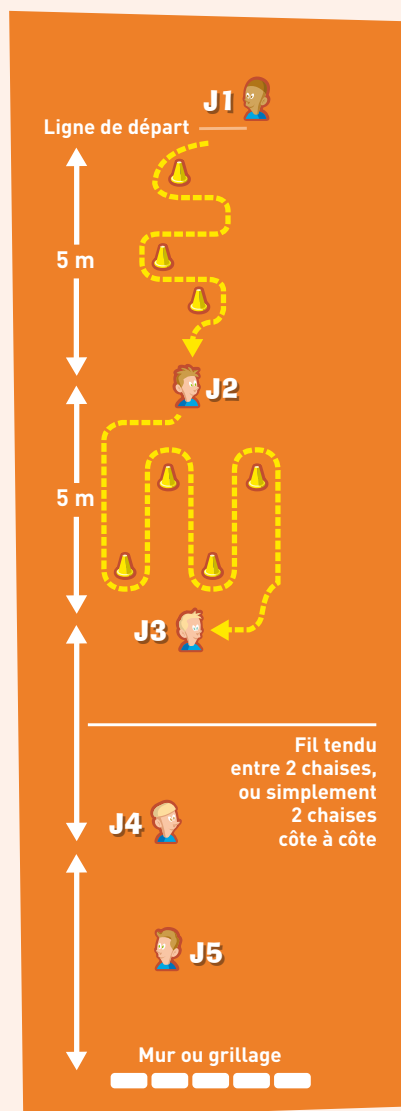 J1
Ligne de départ
5 m
J2
5 m
J3
Fil tendu
entre 2 chaises,
ou simplement
2 chaises
côte à côte
J4
J5
Mur ou grillage